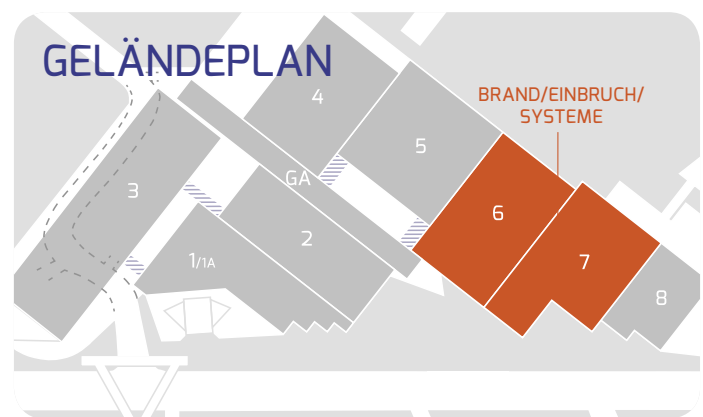 GELÄNDEPLAN
4
BRAND/EINBRUCH/
SYSTEME
5
3
GA
6
2
1/1A
7
8